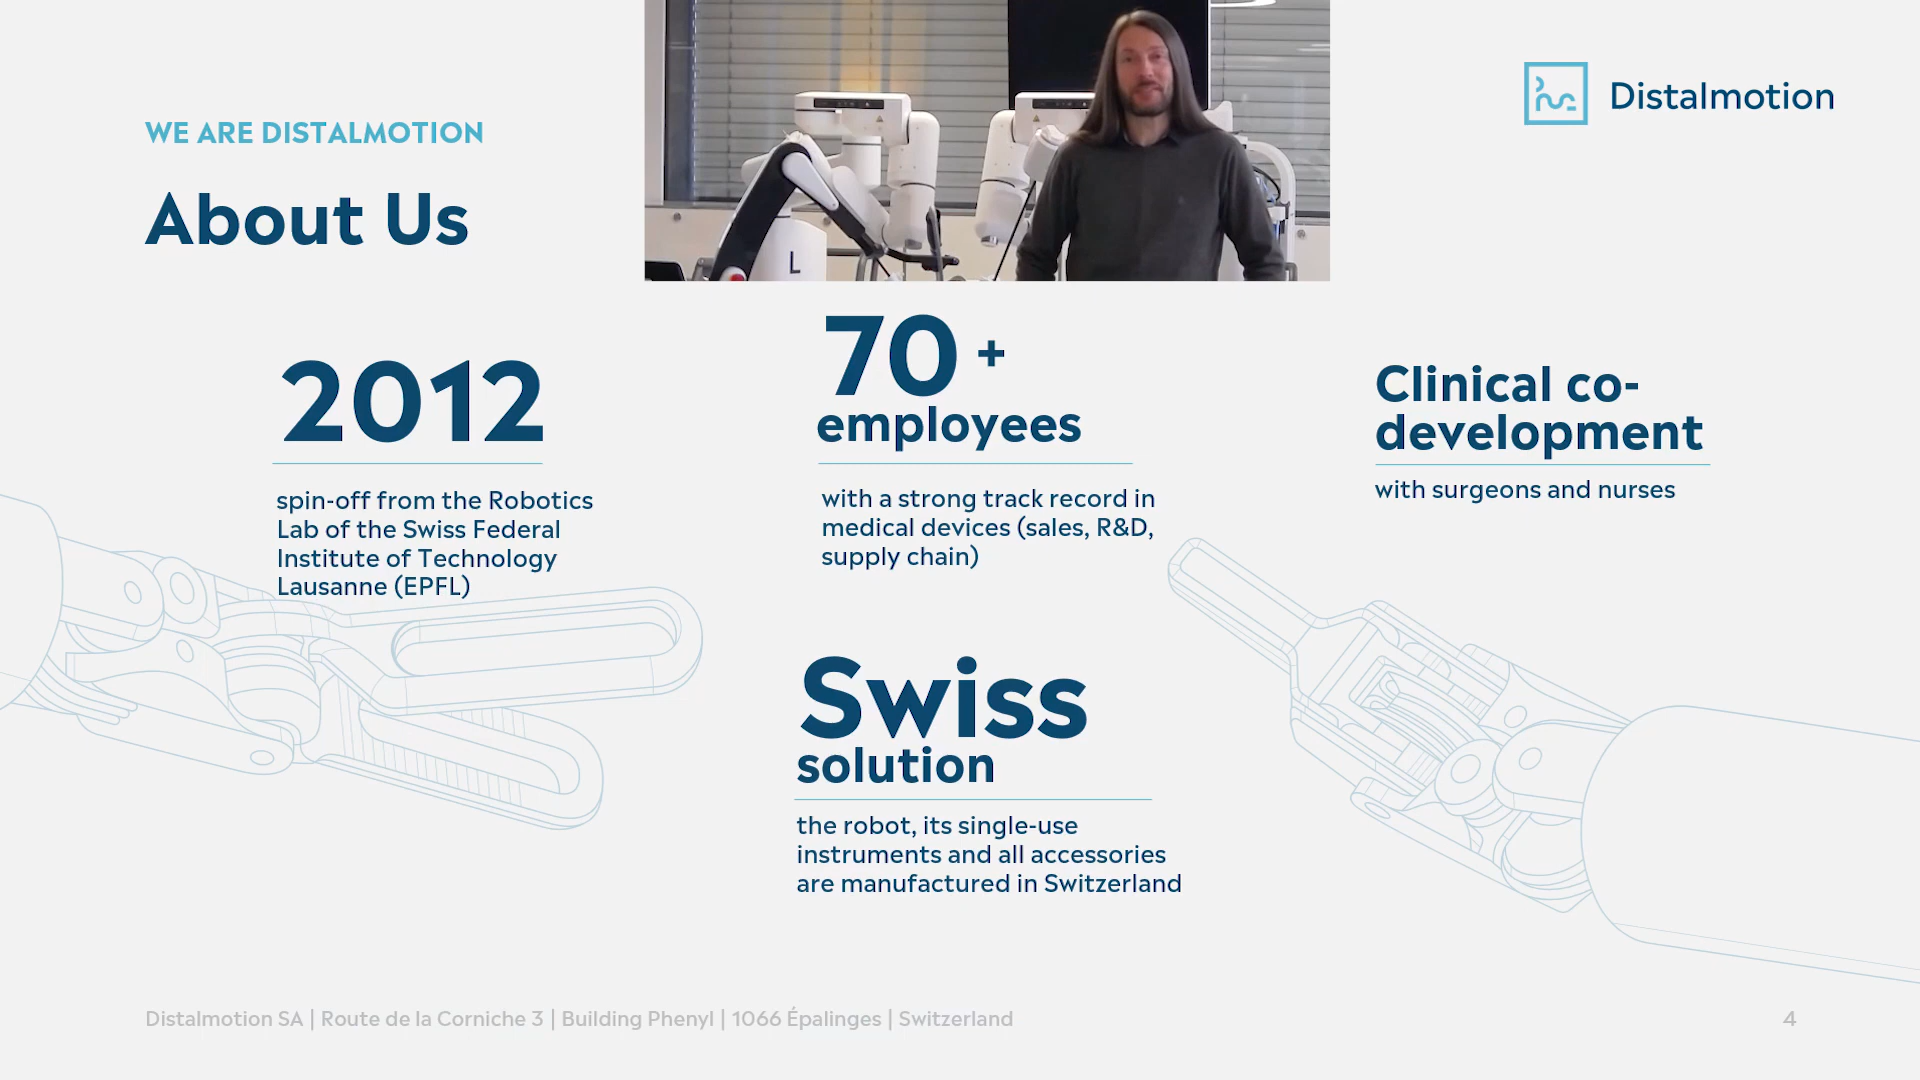 WE ARE DISTALMOTION
About Us
Distalmotion
L
2012
spin-off from the Robotics
Lab of the Swiss Federal
Institute of Technology
Lausanne (EPFL)
70 +
employees
with a strong track record in
medical devices (sales, R&D,
supply chain)
Clinical co-
development
with surgeons and nurses
Swiss
solution
the robot, its single-use
instruments and all accessories
are manufactured in Switzerland
Distalmotion SA | Route de la Corniche 3 | Building Phenyl | 1066 Épalinges | Switzerland
4